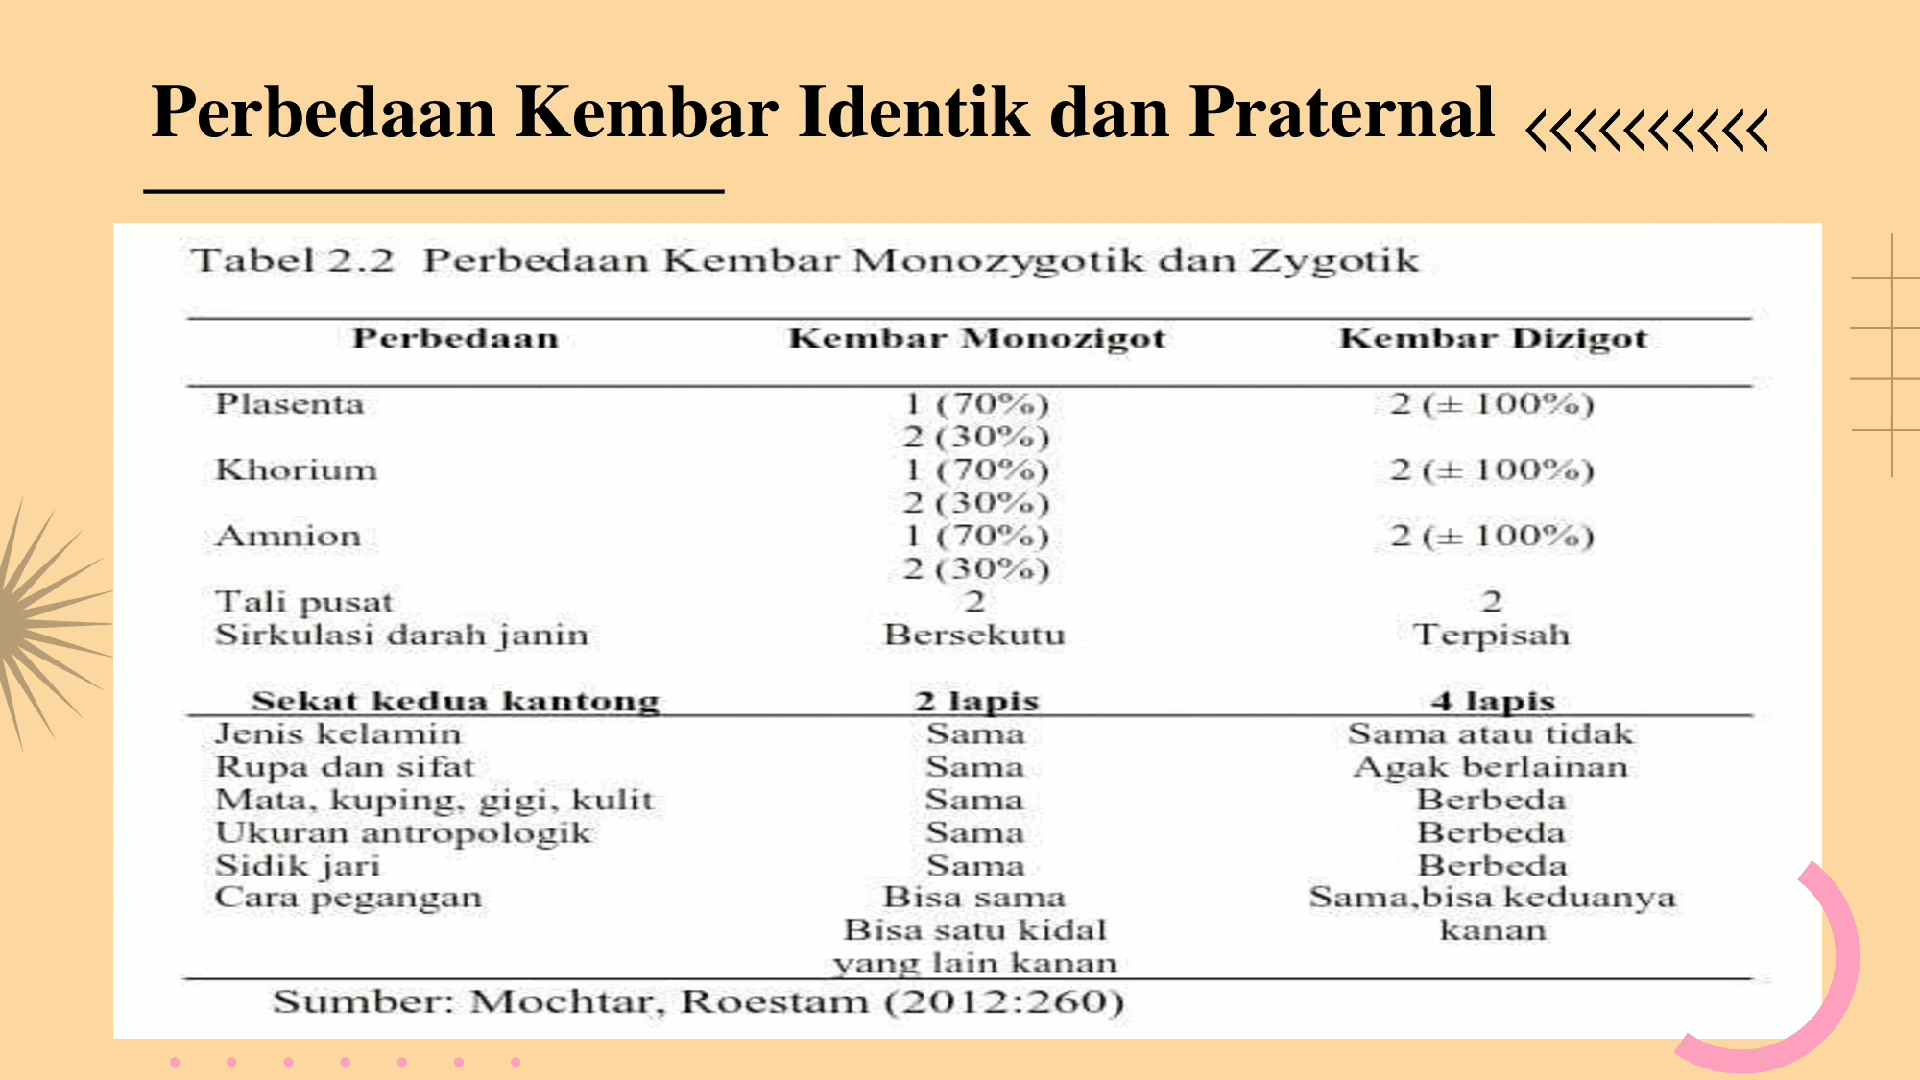 Perbedaan Kembar Identik dan Praternal
Tabel 2.2 Perbedaan Kembar Monozygotik dan Zygotik
Perbedaan Kembar Monozigot Kembar Dizigot
Plasenta 1 (70%) 2 (± 100%)
2 (30%)
Khorium 1 (70%) 2 (± 100%)
2 (30%)
Amnion 1 (70%) 2 (± 100%)
2 (30%)
Tali pusat 2 2
Sirkulasi darah janin Bersekutu Terpisah
Sekat kedua kantong 2 lapis 4 lapis
Jenis kelamin Sama Sama atau tidak
Rupa dan sifat Sama Agak berlainan
Mata, kuping, gigi, kulit Sama Berbeda
Ukuran antropologik Sama Berbeda
Sidik jari Sama Berbeda
Cara pegangan Bisa sama Sama,bisa keduanya
Bisa satu kidal kanan
yang lain kanan
Sumber: Mochtar, Roestam (2012:260)